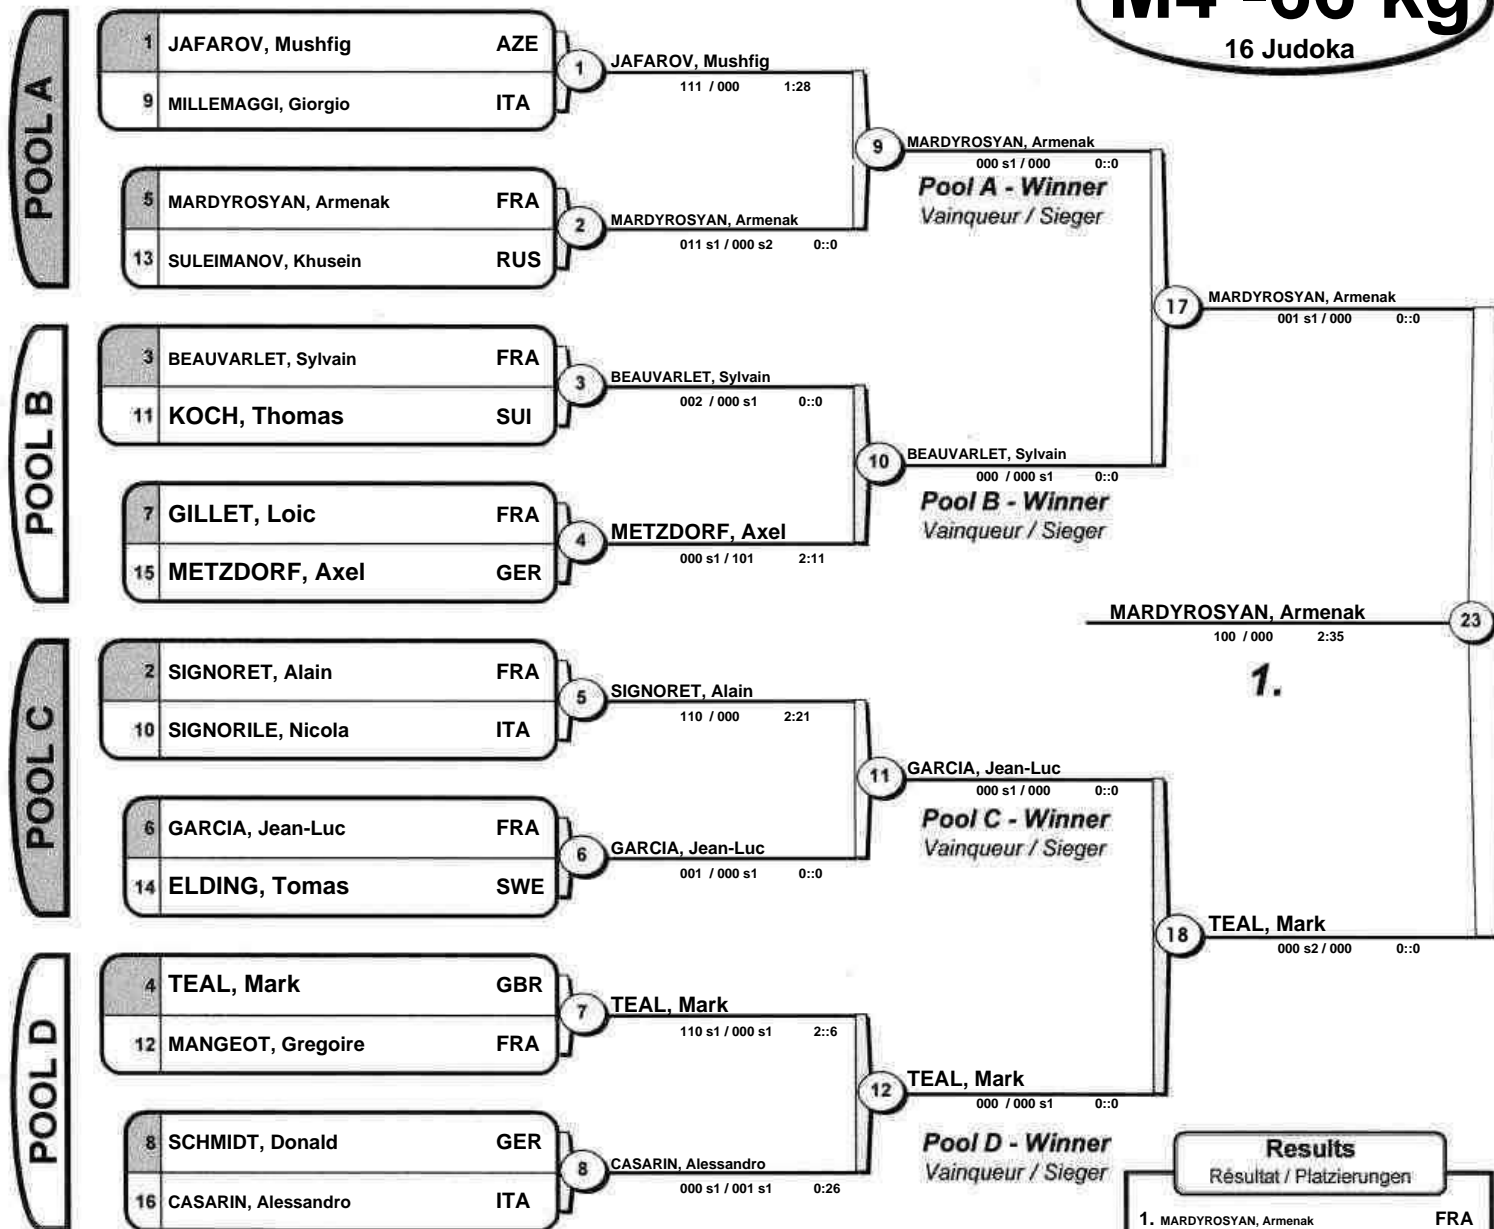 M4 -66 kg
16 Judoka
POOL A
1 JAFAROV, Mushfig AZE
9 MILLEMAGGI, Giorgio ITA
5 MARDYROSYAN, Armenak FRA
13 SULEIMANOV, Khusein RUS
1 JAFAROV, Mushfig
111 / 000 1:28
2 MARDYROSYAN, Armenak
011 s1 / 000 s2 0::0
9 MARDYROSYAN, Armenak
000 s1 / 000 0::0
Pool A - Winner
Vainqueur / Sieger
POOL B
3 BEAUVARLET, Sylvain FRA
11 KOCH, Thomas SUI
7 GILLET, Loic FRA
15 METZDORF, Axel GER
3 BEAUVARLET, Sylvain
002 / 000 s1 0::0
4 METZDORF, Axel
000 s1 / 101 2:11
10 BEAUVARLET, Sylvain
000 / 000 s1 0::0
Pool B - Winner
Vainqueur / Sieger
17 MARDYROSYAN, Armenak
001 s1 / 000 0::0
MARDYROSYAN, Armenak 23
100 / 000 2:35
1.
POOL C
2 SIGNORET, Alain FRA
10 SIGNORILE, Nicola ITA
6 GARCIA, Jean-Luc FRA
14 ELDING, Tomas SWE
5 SIGNORET, Alain
110 / 000 2:21
6 GARCIA, Jean-Luc
001 / 000 s1 0::0
11 GARCIA, Jean-Luc
000 s1 / 000 0::0
Pool C - Winner
Vainqueur / Sieger
POOL D
4 TEAL, Mark GBR
12 MANGEOT, Gregoire FRA
8 SCHMIDT, Donald GER
16 CASARIN, Alessandro ITA
7 TEAL, Mark
110 s1 / 000 s1 2::6
8 CASARIN, Alessandro
000 s1 / 001 s1 0:26
12 TEAL, Mark
000 / 000 s1 0::0
Pool D - Winner
Vainqueur / Sieger
18 TEAL, Mark
000 s2 / 000 0::0
Results
Résultat / Platzierungen
1. MARDYROSYAN, Armenak FRA